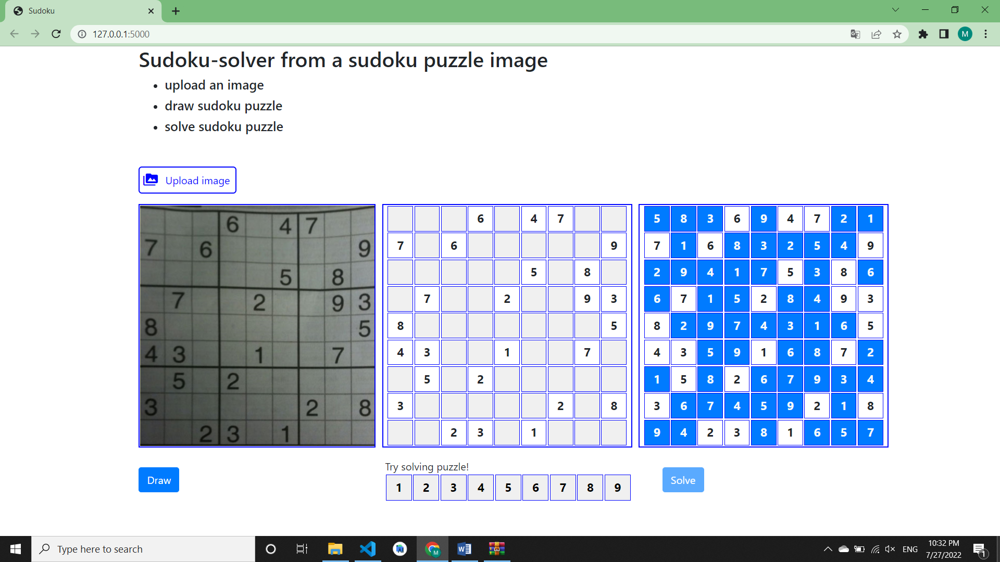 Sudoku
127.0.0.1:5000
M
Sudoku-solver from a sudoku puzzle image
• upload an image
• draw sudoku puzzle
• solve sudoku puzzle
Upload image
6 4 7
7 6 9
5 8
7 2 9 3
8 5
4 3 1 7
5 2
3 2 8
2 3 1
6 4 7
7 6 9
5 8
7 2 9 3
8 5
4 3 1 7
5 2
3 2 8
2 3 1
5 8 3 6 9 4 7 2 1
7 1 6 8 3 2 5 4 9
2 9 4 1 7 5 3 8 6
6 7 1 5 2 8 4 9 3
8 2 9 7 4 3 1 6 5
4 3 5 9 1 6 8 7 2
1 5 8 2 6 7 9 3 4
3 6 7 4 5 9 2 1 8
9 4 2 3 8 1 6 5 7
Draw
Try solving puzzle!
1 2 3 4 5 6 7 8 9
Solve
Type here to search
M
W
ENG
10:32 PM
7/27/2022
1